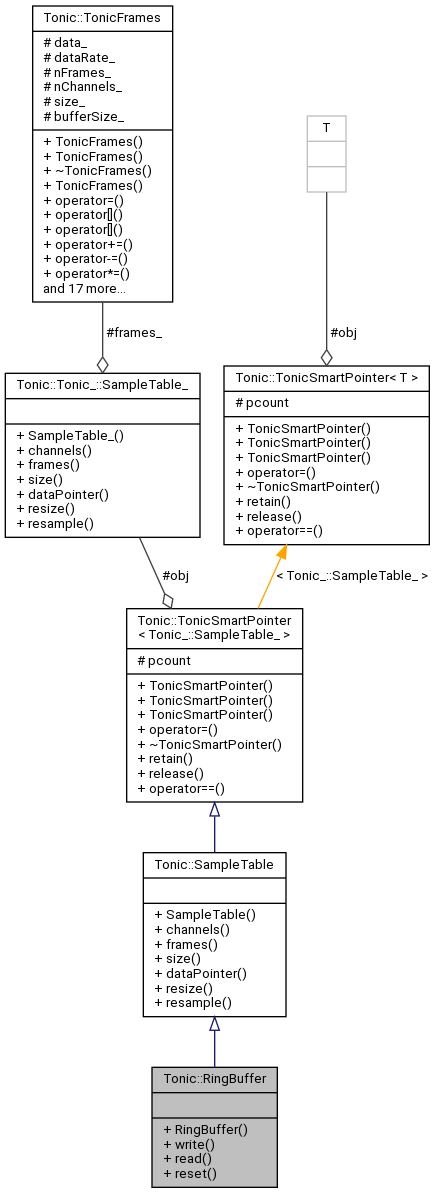 Tonic::TonicFrames
# data_
# dataRate_
# nFrames_
# nChannels_
# size_
# bufferSize_
+ TonicFrames()
+ TonicFrames()
+ ~TonicFrames()
+ TonicFrames()
+ operator=()
+ operator[]()
+ operator[]()
+ operator+=()
+ operator-=()
+ operator*=()
and 17 more...
T
#frames_
#obj
Tonic::Tonic_::SampleTable_
+ SampleTable_()
+ channels()
+ frames()
+ size()
+ dataPointer()
+ resize()
+ resample()
Tonic::TonicSmartPointer< T >
# pcount
+ TonicSmartPointer()
+ TonicSmartPointer()
+ TonicSmartPointer()
+ operator=()
+ ~TonicSmartPointer()
+ retain()
+ release()
+ operator==()
#obj
< Tonic_::SampleTable_ >
Tonic::TonicSmartPointer
< Tonic_::SampleTable_ >
# pcount
+ TonicSmartPointer()
+ TonicSmartPointer()
+ TonicSmartPointer()
+ operator=()
+ ~TonicSmartPointer()
+ retain()
+ release()
+ operator==()
Tonic::SampleTable
+ SampleTable()
+ channels()
+ frames()
+ size()
+ dataPointer()
+ resize()
+ resample()
Tonic::RingBuffer
+ RingBuffer()
+ write()
+ read()
+ reset()